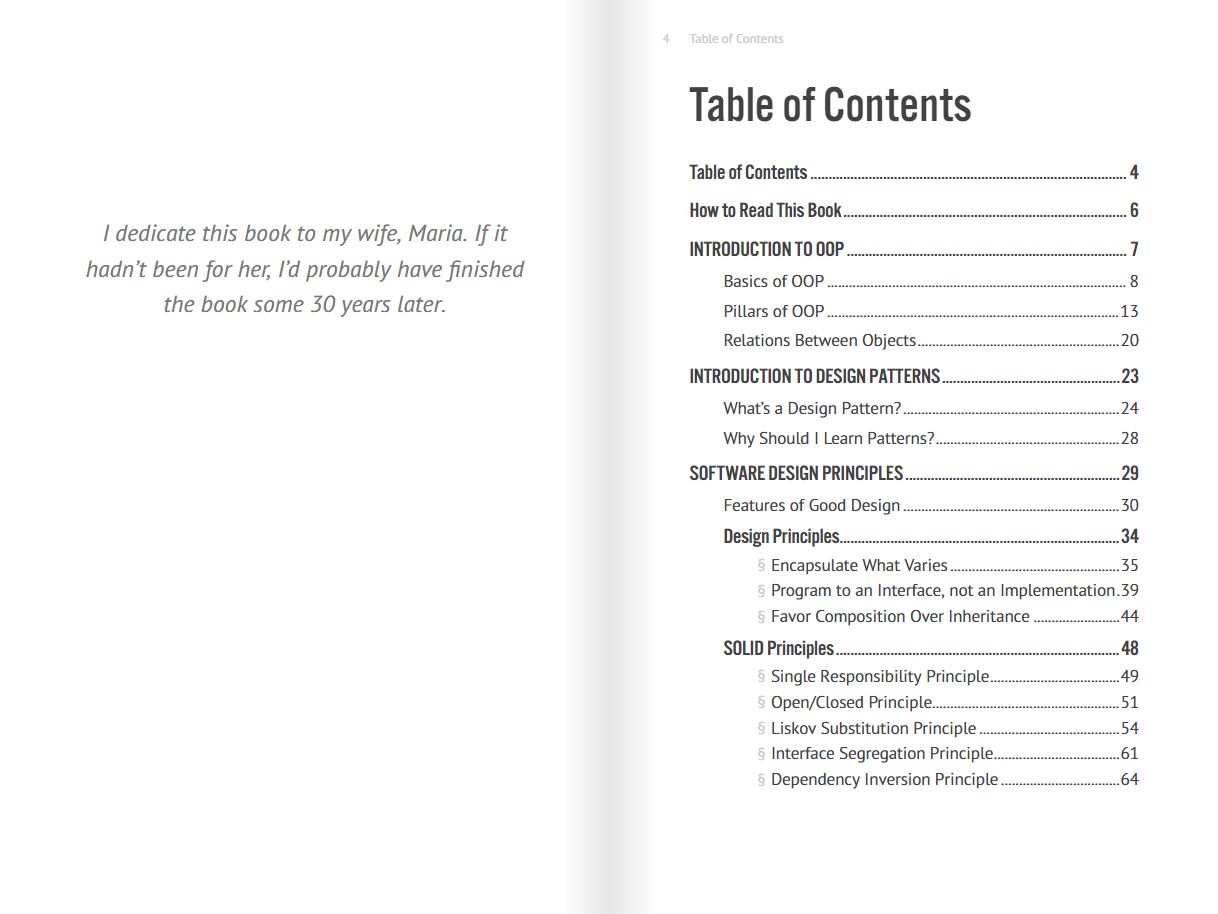 I dedicate this book to my wife, Maria. If it
hadn’t been for her, I’d probably have finished
the book some 30 years later.
4 Table of Contents
Table of Contents
Table of Contents ........................................................................................ 4
How to Read This Book ............................................................................... 6
INTRODUCTION TO OOP .............................................................................. 7
Basics of OOP ................................................................................... 8
Pillars of OOP ................................................................................. 13
Relations Between Objects ........................................................ 20
INTRODUCTION TO DESIGN PATTERNS .................................................. 23
What’s a Design Pattern? ............................................................ 24
Why Should I Learn Patterns? ................................................... 28
SOFTWARE DESIGN PRINCIPLES ............................................................ 29
Features of Good Design ............................................................ 30
Design Principles ............................................................................. 34
§ Encapsulate What Varies ............................................... 35
§ Program to an Interface, not an Implementation . 39
§ Favor Composition Over Inheritance ........................ 44
SOLID Principles ............................................................................... 48
§ Single Responsibility Principle .................................... 49
§ Open/Closed Principle .................................................... 51
§ Liskov Substitution Principle ....................................... 54
§ Interface Segregation Principle ................................... 61
§ Dependency Inversion Principle ................................. 64